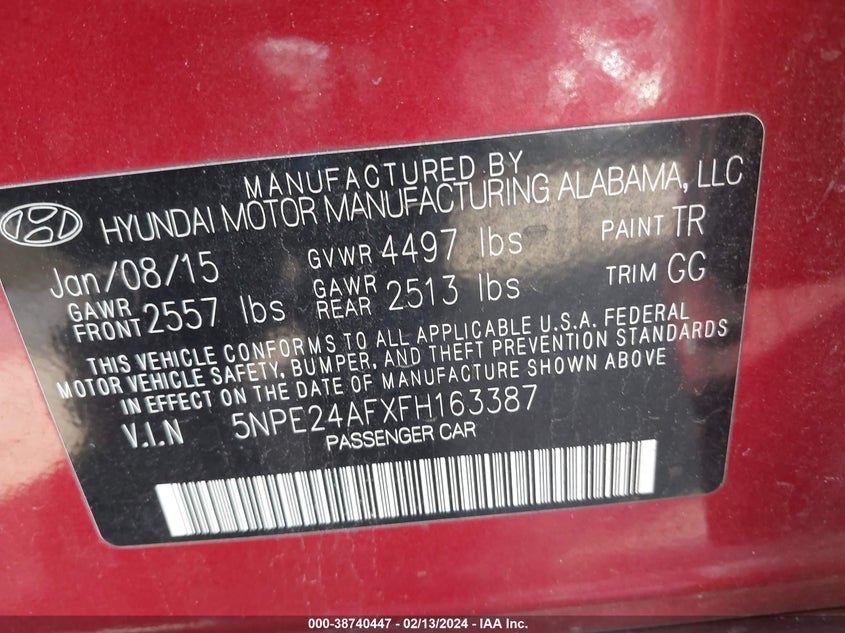 MANUFACTURED BY
HYUNDAI MOTOR MANUFACTURING ALABAMA, LLC
Jan/08/15 GVWR 4497 lbs PAINT TR
GAWR FRONT 2557 lbs GAWR REAR 2513 lbs TRIM GG
THIS VEHICLE CONFORMS TO ALL APPLICABLE U.S.A. FEDERAL
MOTOR VEHICLE SAFETY, BUMPER, AND THEFT PREVENTION STANDARDS
IN EFFECT ON THE DATE OF MANUFACTURE SHOWN ABOVE
V.I.N 5NPE24AFXFH163387
PASSENGER CAR
000-38740447 - 02/13/2024 - IAA Inc.